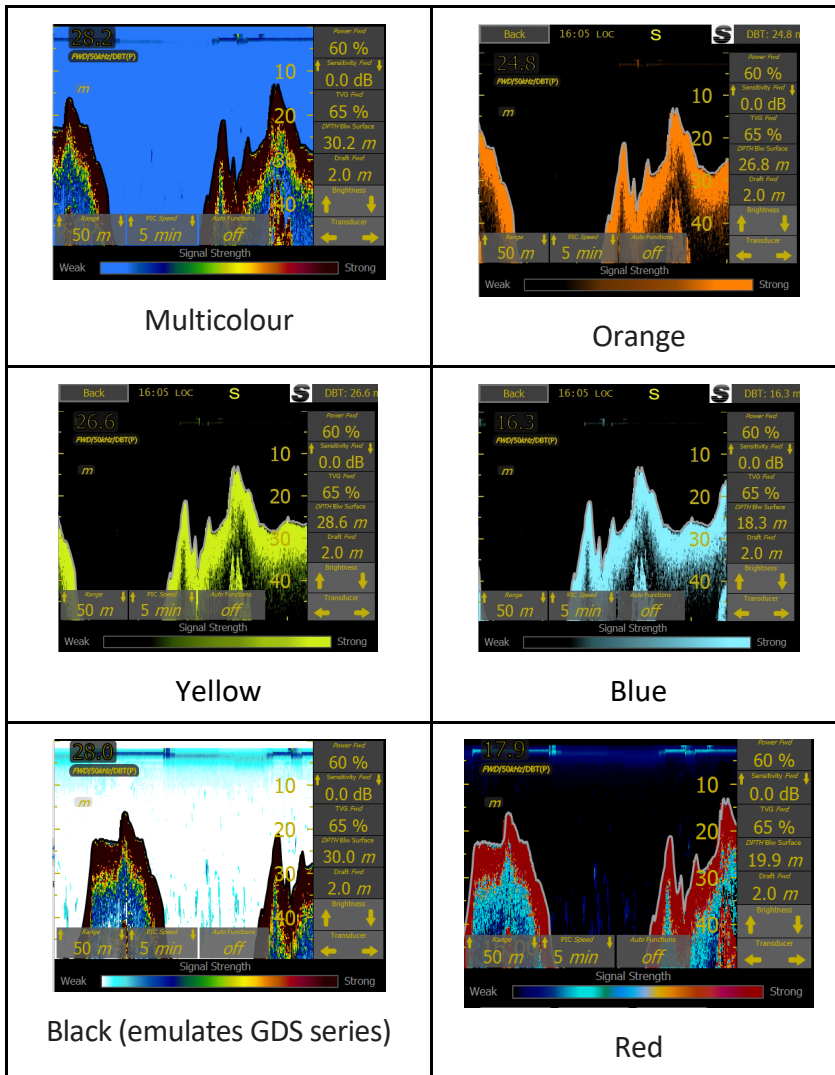 28.2
FWD/50kHz/DBT(P)
m
10
20
30
40
Power Fwd
60 %
Sensitivity Fwd
0.0 dB
TVG Fwd
65 %
DPTH Blw Surface
30.2 m
Draft Fwd
2.0 m
Brightness
Transducer
Range
50 m
PIC Speed
5 min
Auto Functions
off
Signal Strength
Weak
Strong
Multicolour
Back
16:05 LOC
S
S
DBT: 24.8 m
24.8
FWD/50kHz/DBT(P)
m
10
20
30
40
Power Fwd
60 %
Sensitivity Fwd
0.0 dB
TVG Fwd
65 %
DPTH Blw Surface
26.8 m
Draft Fwd
2.0 m
Brightness
Transducer
Range
50 m
PIC Speed
5 min
Auto Functions
off
Signal Strength
Weak
Strong
Orange
Back
16:05 LOC
S
S
DBT: 26.6 m
26.6
FWD/50kHz/DBT(P)
m
10
20
30
40
Power Fwd
60 %
Sensitivity Fwd
0.0 dB
TVG Fwd
65 %
DPTH Blw Surface
28.6 m
Draft Fwd
2.0 m
Brightness
Transducer
Range
50 m
PIC Speed
5 min
Auto Functions
off
Signal Strength
Weak
Strong
Yellow
Back
16:05 LOC
S
S
DBT: 16.3 m
16.3
FWD/50kHz/DBT(P)
m
10
20
30
40
Power Fwd
60 %
Sensitivity Fwd
0.0 dB
TVG Fwd
65 %
DPTH Blw Surface
18.3 m
Draft Fwd
2.0 m
Brightness
Transducer
Range
50 m
PIC Speed
5 min
Auto Functions
off
Signal Strength
Weak
Strong
Blue
28.0
FWD/50kHz/DBT(P)
m
10
20
30
40
Power Fwd
60 %
Sensitivity Fwd
0.0 dB
TVG Fwd
65 %
DPTH Blw Surface
30.0 m
Draft Fwd
2.0 m
Brightness
Transducer
Range
50 m
PIC Speed
5 min
Auto Functions
off
Signal Strength
Weak
Strong
Black (emulates GDS series)
17.9
FWD/50kHz/DBT(P)
m
10
20
30
40
Power Fwd
60 %
Sensitivity Fwd
0.0 dB
TVG Fwd
65 %
DPTH Blw Surface
19.9 m
Draft Fwd
2.0 m
Brightness
Transducer
Range
50 m
PIC Speed
5 min
Auto Functions
off
Signal Strength
Weak
Strong
Red